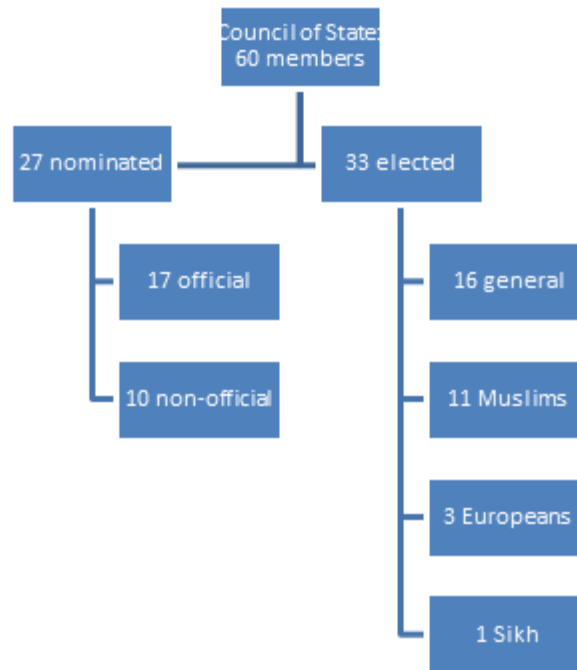 Council of State:
60 members
27 nominated
33 elected
17 official
10 non-official
16 general
11 Muslims
3 Europeans
1 Sikh